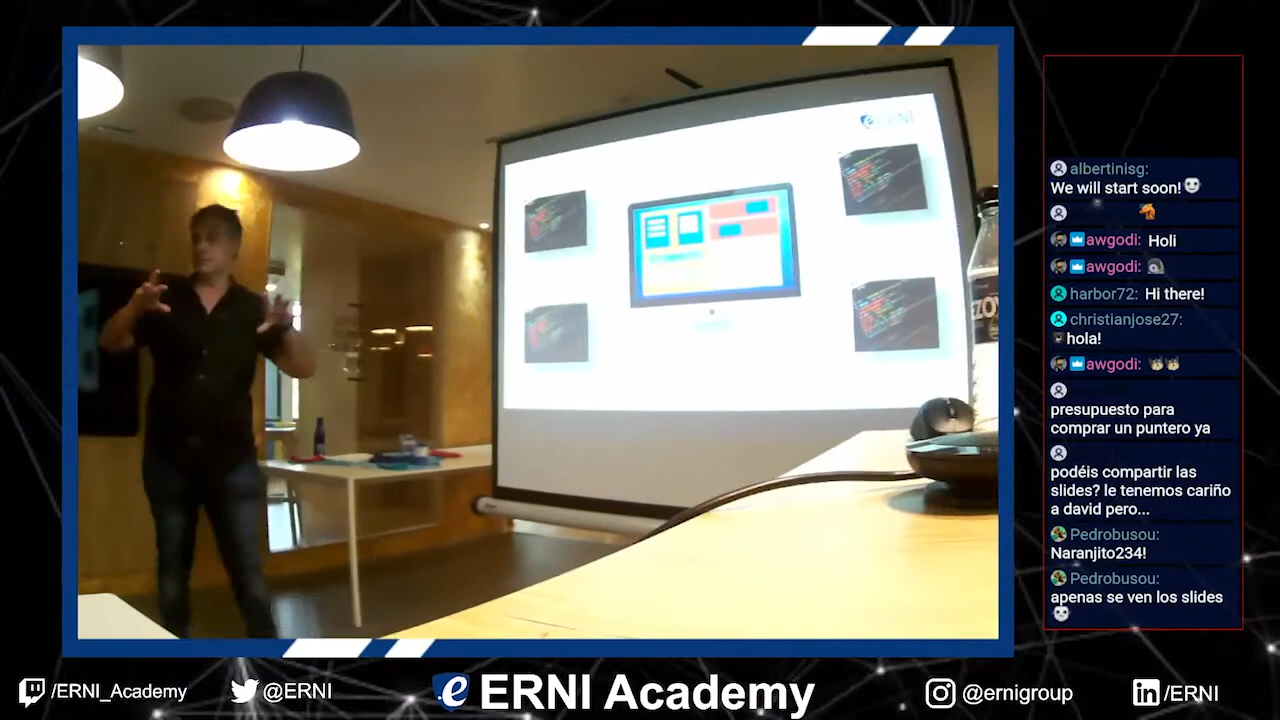 ERNI
albertinisg:
We will start soon!
awgodi: Holi
awgodi:
harbor72: Hi there!
christianjose27:
hola!
awgodi:
presupuesto para
comprar un puntero ya
podéis compartir las
slides? le tenemos cariño
a david pero...
Pedrobusou:
Naranjito234!
Pedrobusou:
apenas se ven los slides
/ERNI_Academy
@ERNI
ERNI Academy
@ernigroup
/ERNI